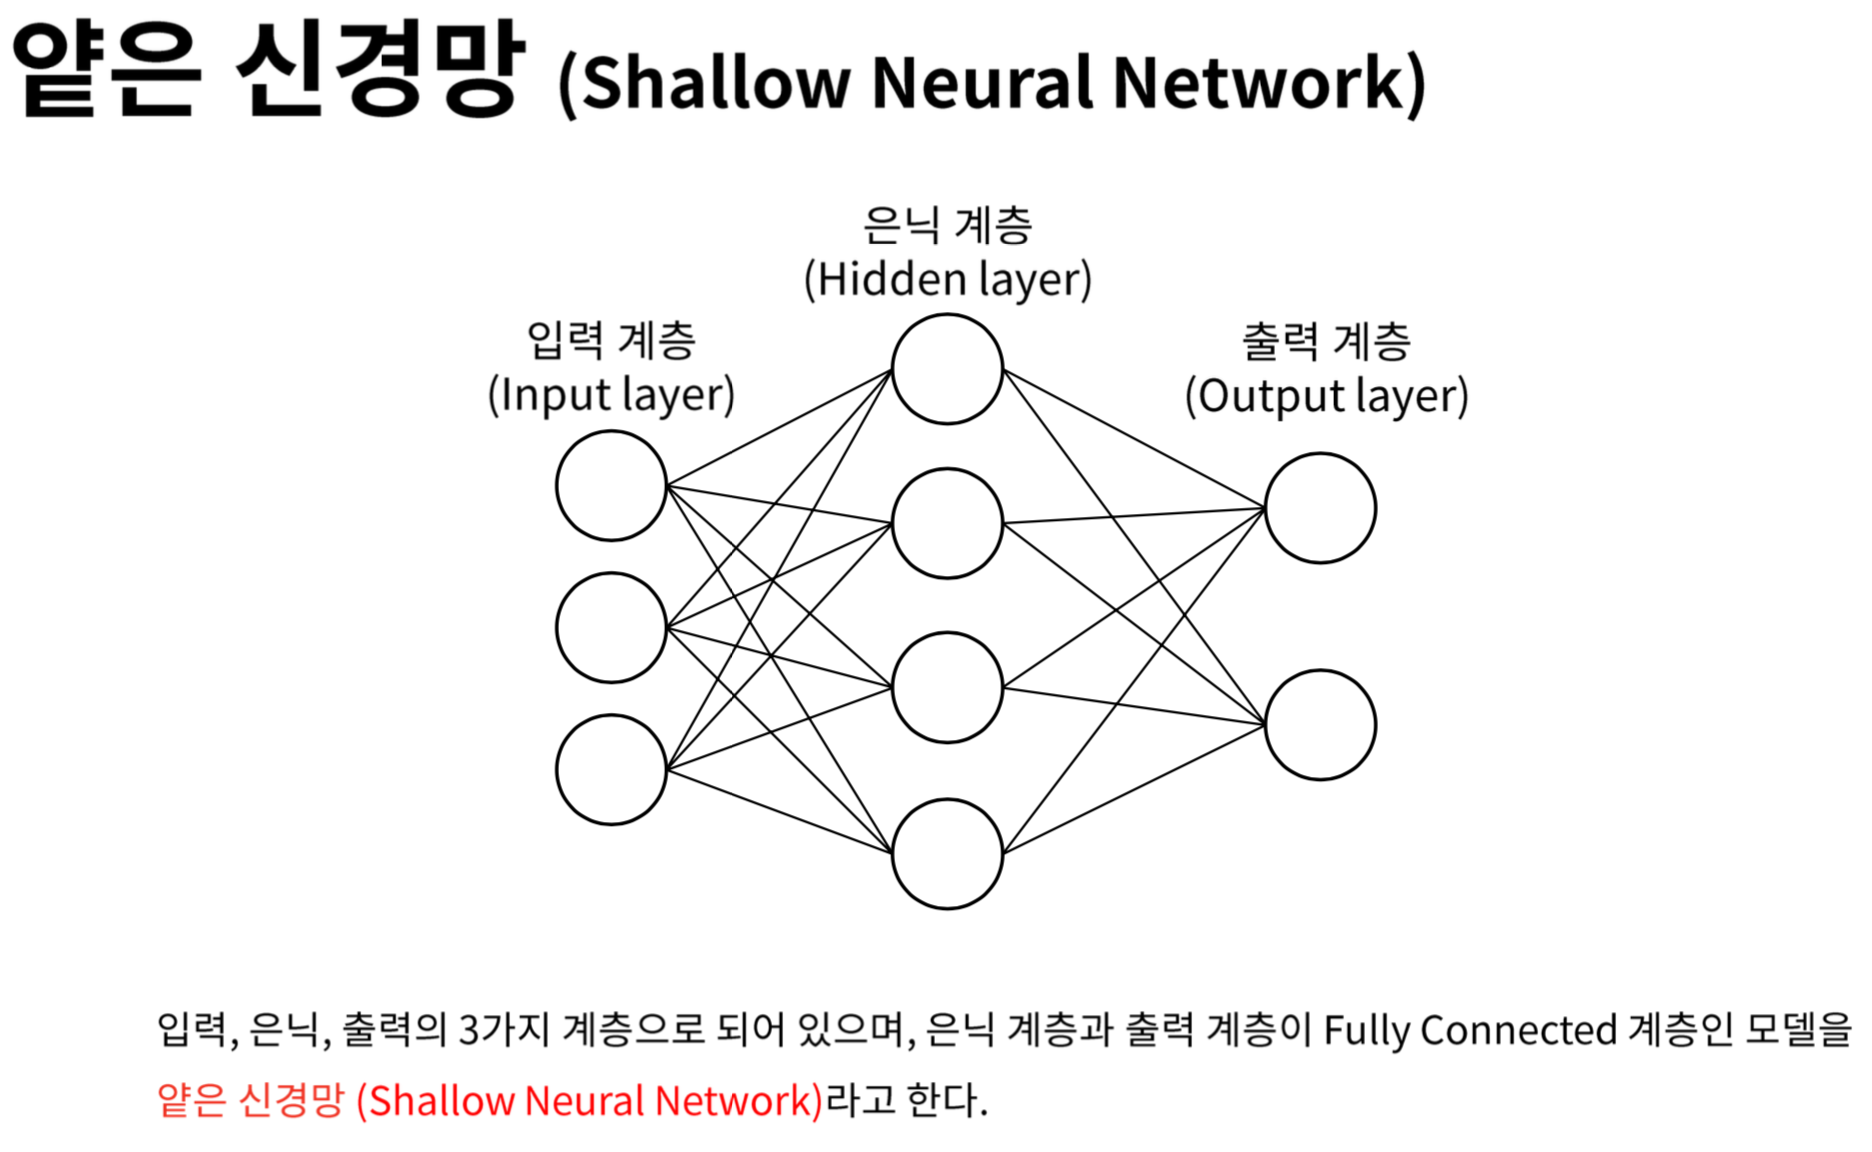 얕은 신경망 (Shallow Neural Network)
은닉 계층
(Hidden layer)
입력 계층
(Input layer)
출력 계층
(Output layer)
입력, 은닉, 출력의 3가지 계층으로 되어 있으며, 은닉 계층과 출력 계층이 Fully Connected 계층인 모델을
얕은 신경망 (Shallow Neural Network)라고 한다.